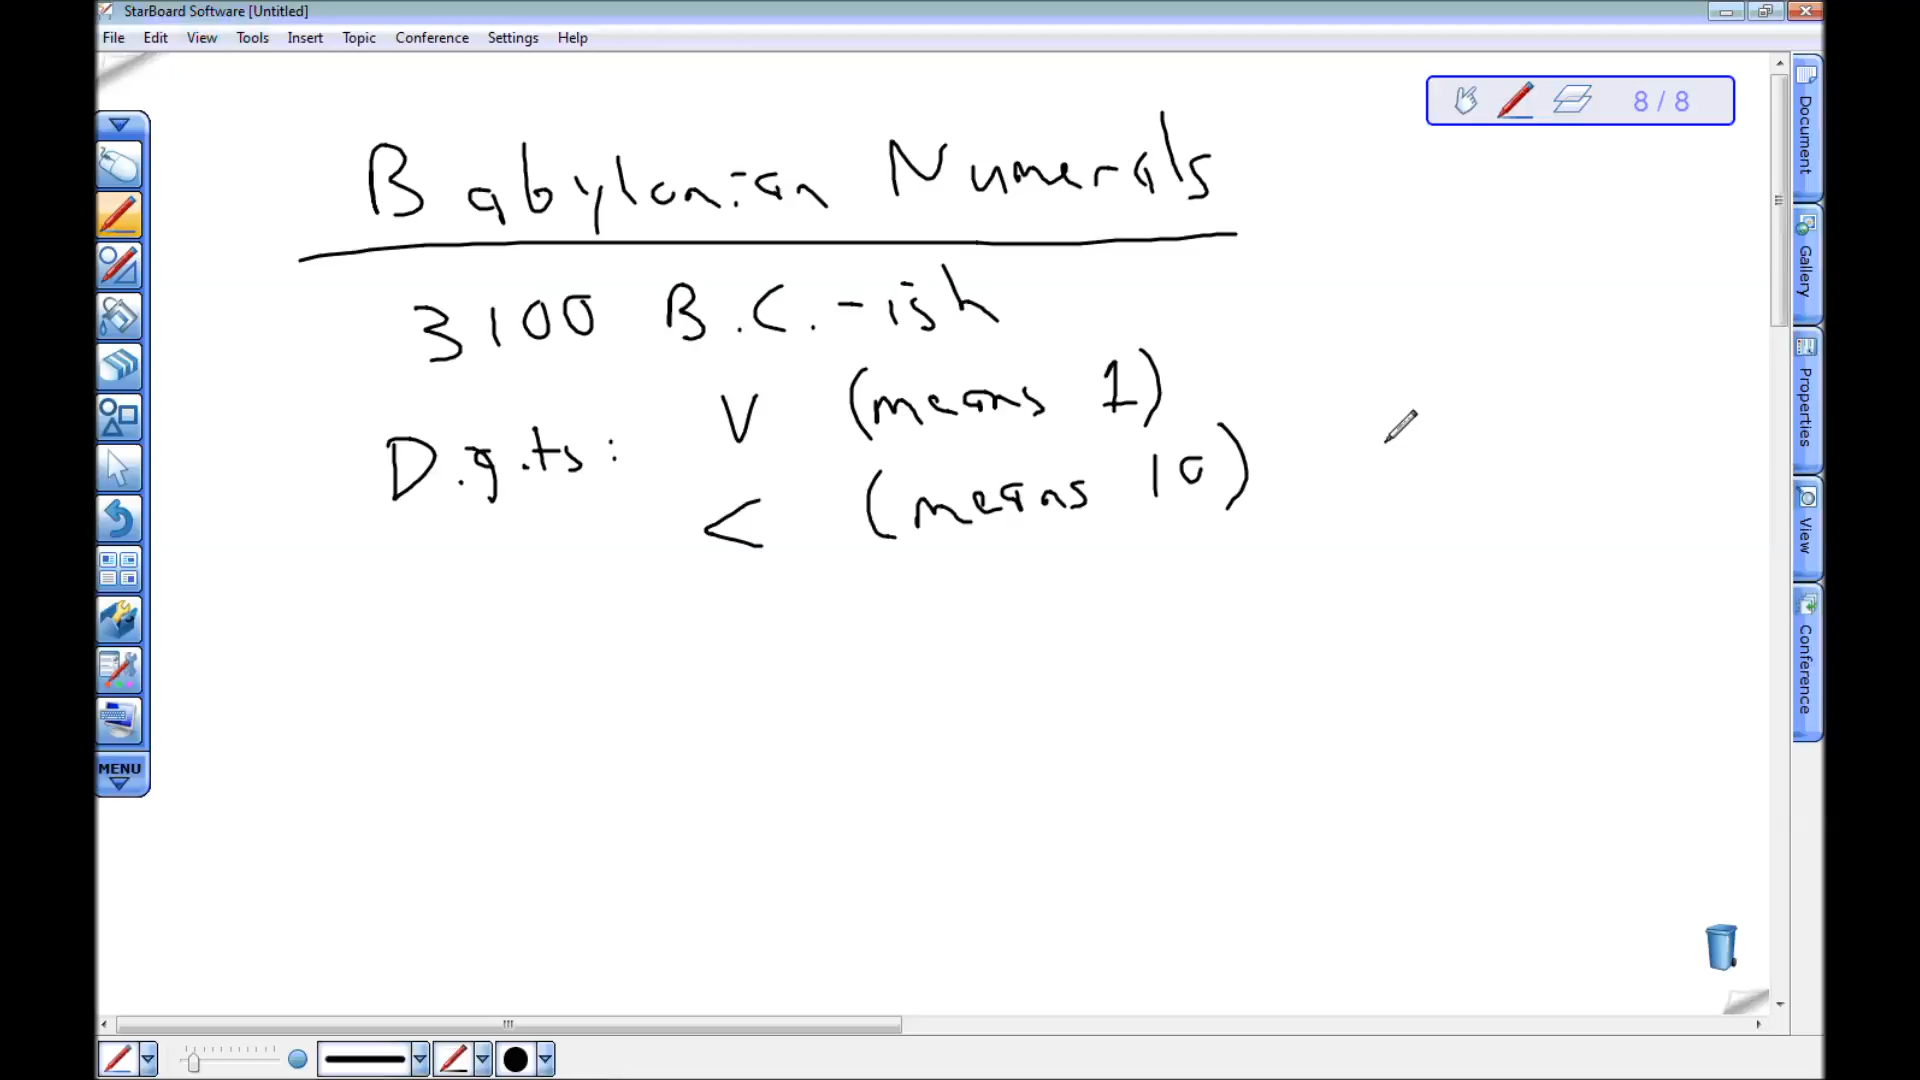 StarBoard Software [Untitled]
File Edit View Tools Insert Topic Conference Settings Help
8 / 8
Babylonian Numerals
3100 B.C.-ish
Digits: V (means 1)
< (means 10)
MENU
Document
Gallery
Properties
View
Conference